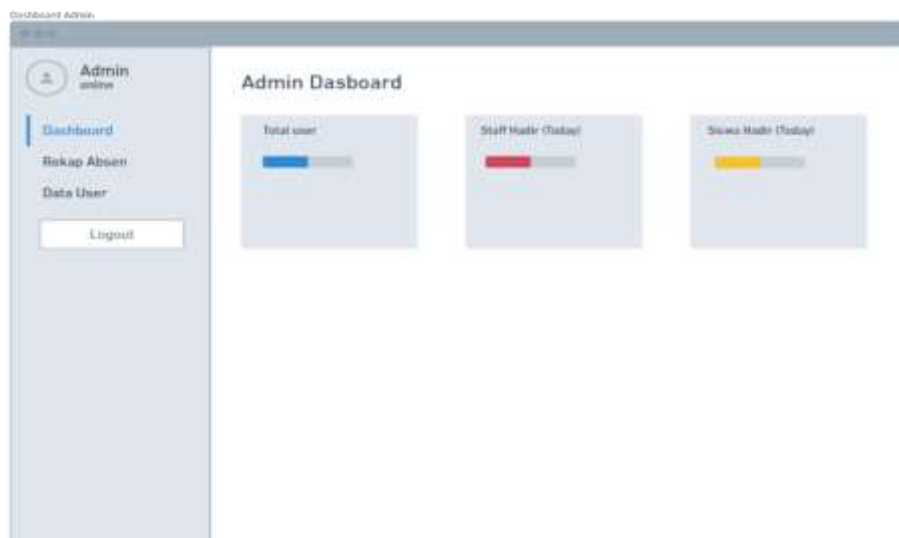 Dashboard Admin
Admin
online
Dashboard
Rekap Absen
Data User
Logout
Admin Dasboard
Total user
Staff Hadir (Today)
Siswa Hadir (Today)